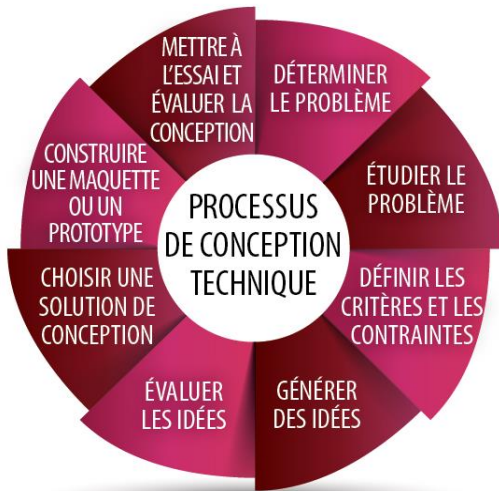 PROCESSUS
DE CONCEPTION
TECHNIQUE
DÉTERMINER
LE PROBLÈME
ÉTUDIER LE
PROBLÈME
DÉFINIR LES
CRITÈRES ET LES
CONTRAINTES
GÉNÉRER
DES IDÉES
ÉVALUER
LES IDÉES
CHOISIR UNE
SOLUTION DE
CONCEPTION
CONSTRUIRE
UNE MAQUETTE
OU UN
PROTOTYPE
METTRE À
L'ESSAI ET
ÉVALUER LA
CONCEPTION